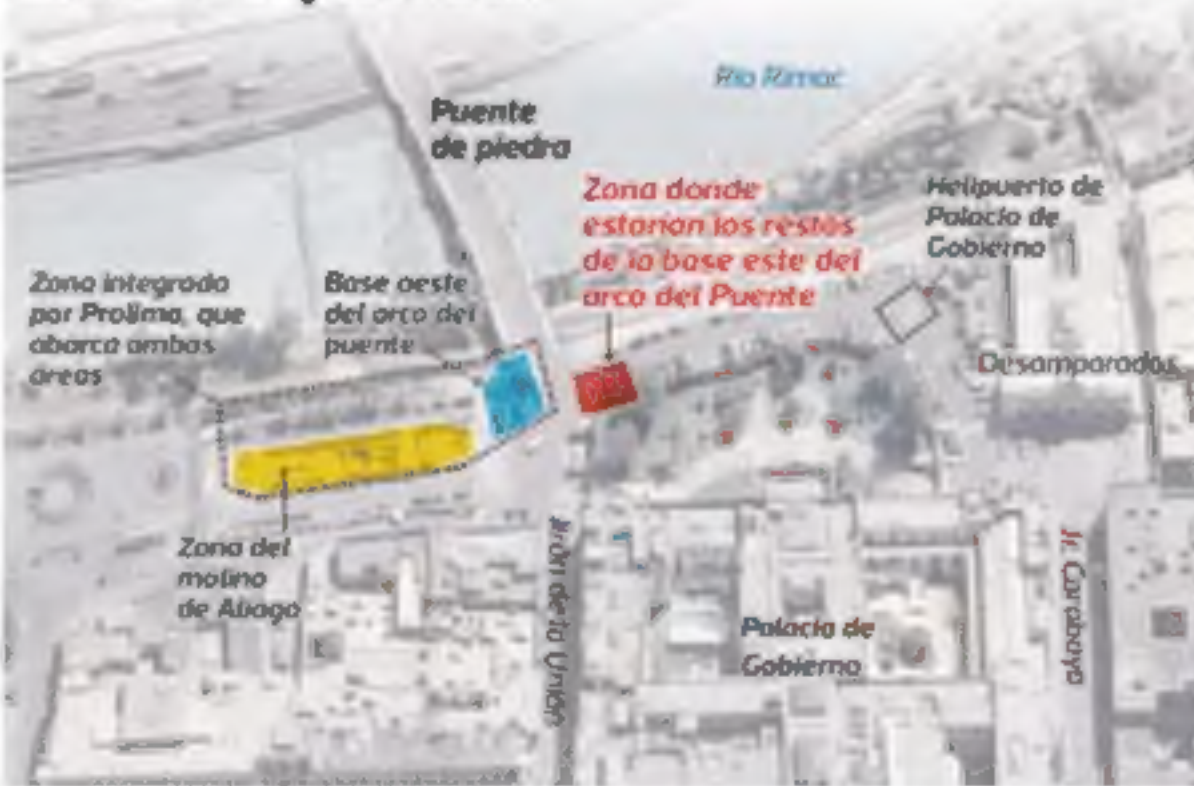 Río Rímac
Puente
de piedra
Zona donde
estarían los restos
de la base este del
arco del Puente
Helipuerto de
Palacio de
Gobierno
Zona integrada
por Prolima, que
abarca ambas
áreas
Base oeste
del arco del
puente
Desamparados
Zona del
molino
de Aliaga
Jirón de la Unión
Palacio de
Gobierno
Jr. Carabaya